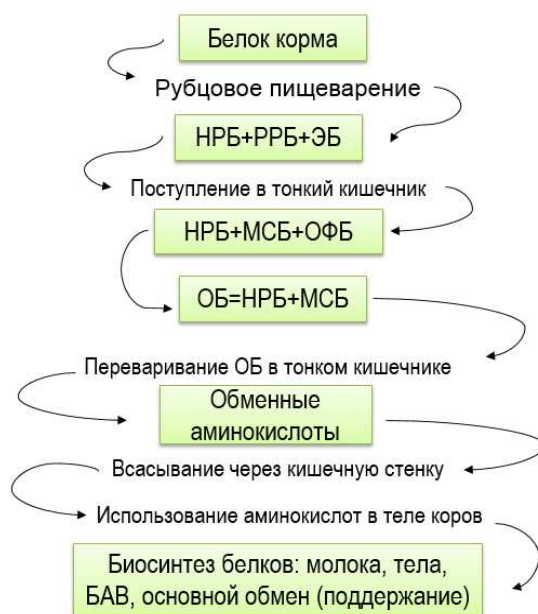 Белок корма
Рубцовое пищеварение
НРБ+РРБ+ЭБ
Поступление в тонкий кишечник
НРБ+МСБ+ОФБ
ОБ=НРБ+МСБ
Переваривание ОБ в тонком кишечнике
Обменные
аминокислоты
Всасывание через кишечную стенку
Использование аминокислот в теле коров
Биосинтез белков: молока, тела,
БАВ, основной обмен (поддержание)